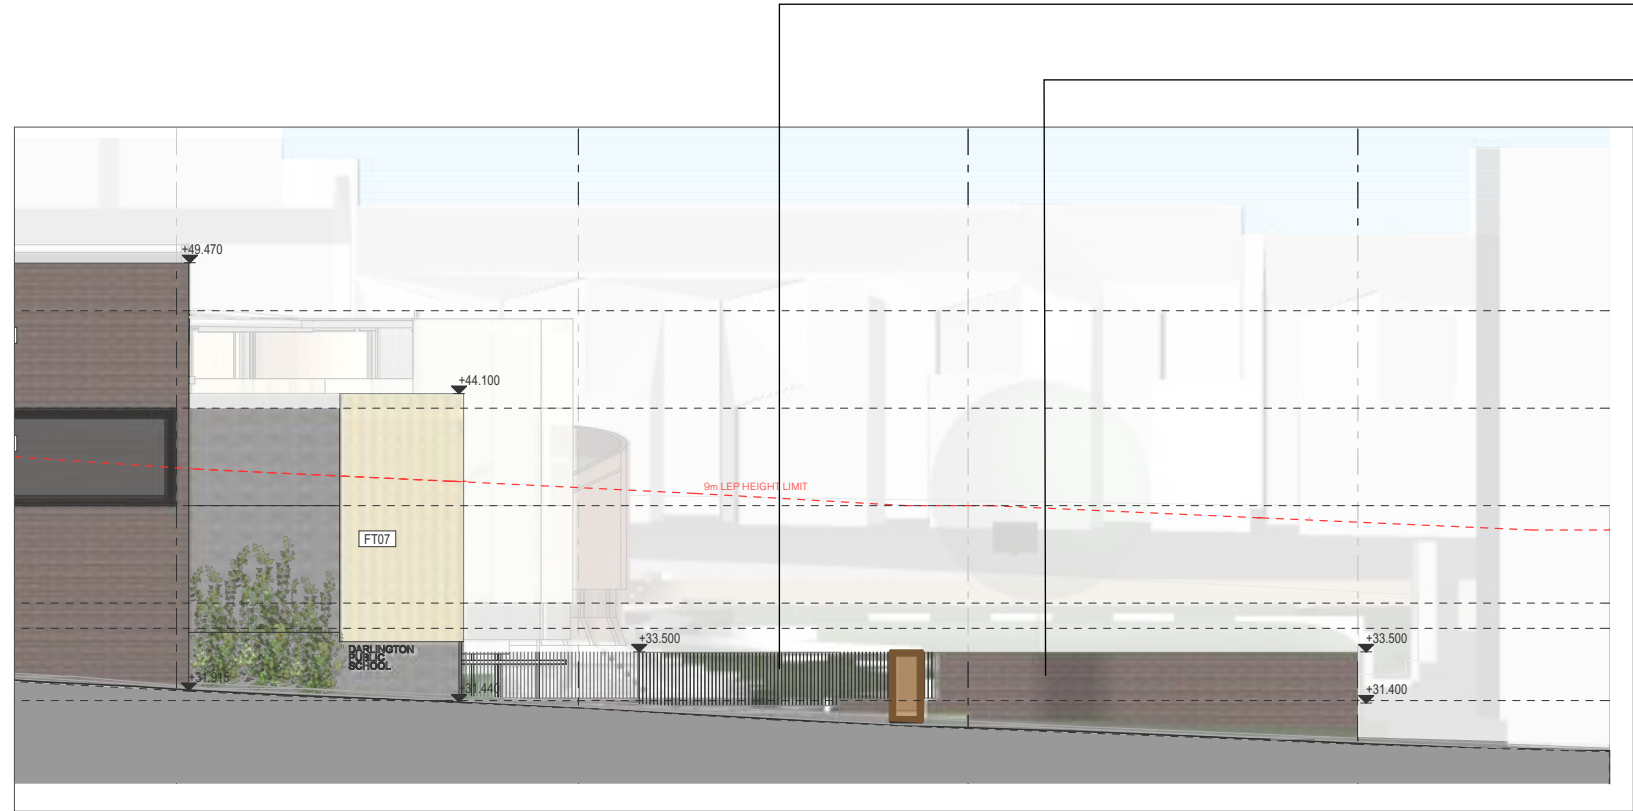 +49.470
+44.100
9m LEP HEIGHT LIMIT
FT07
+33.500
+33.500
DARLINGTON
PUBLIC
SCHOOL
+31.915
+31.440
+31.400